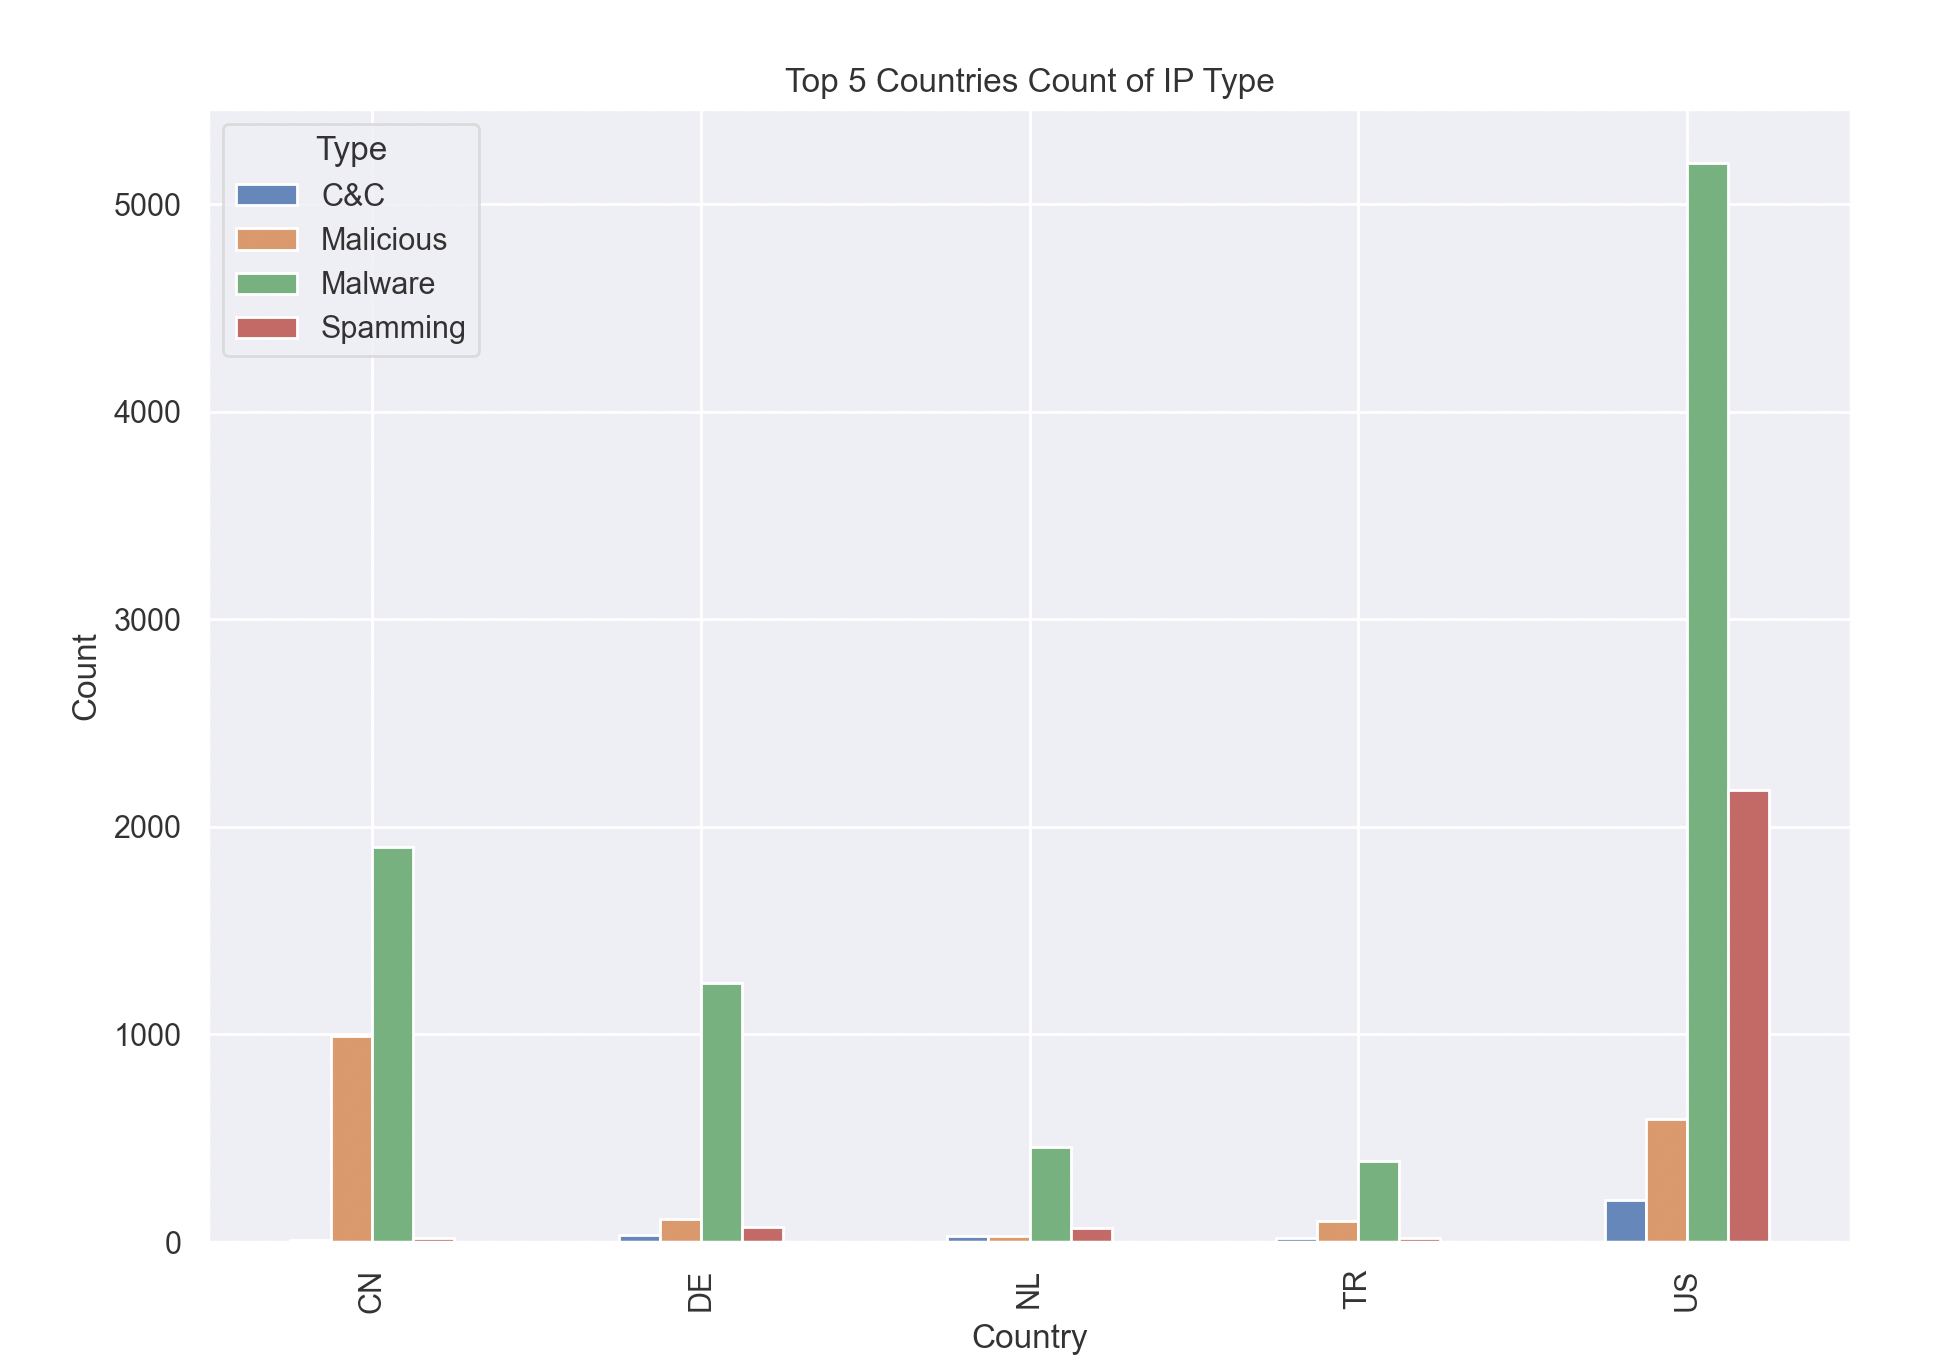 Top 5 Countries Count of IP Type
Type
C&C
Malicious
Malware
Spamming
5000
4000
3000
2000
1000
0
Count
CN
DE
NL
TR
US
Country